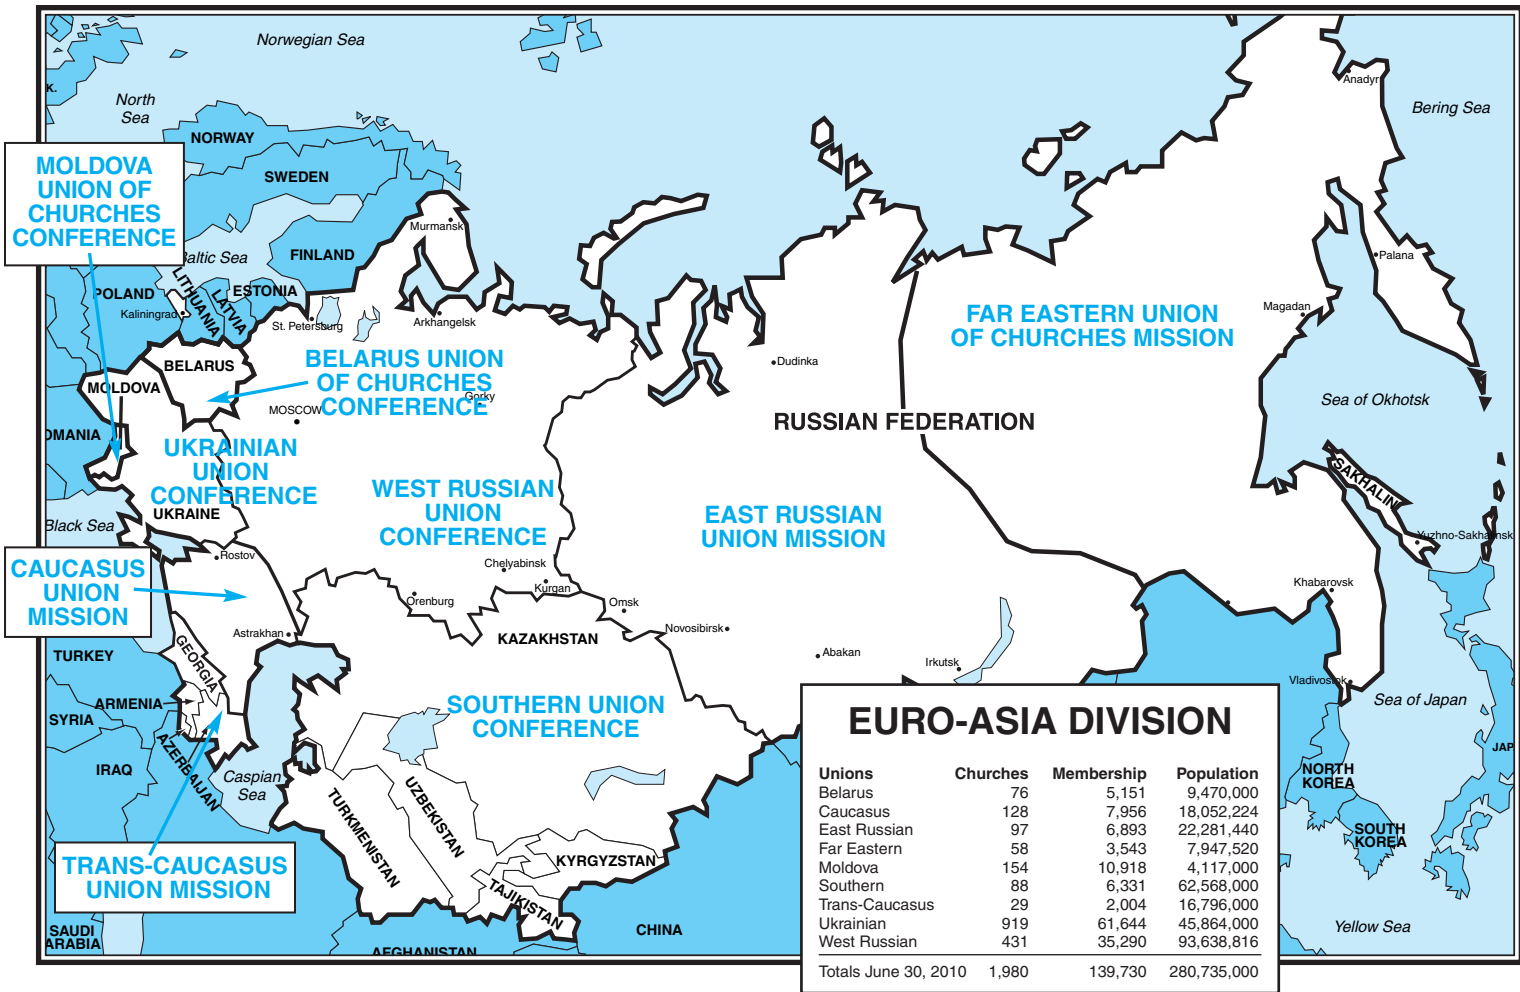 Norwegian Sea
North
Sea
K.
NORWAY
SWEDEN
FINLAND
Baltic Sea
ESTONIA
LATVIA
LITHUANIA
POLAND
Kaliningrad
MOLDOVA
UNION OF
CHURCHES
CONFERENCE
Murmansk
St. Petersburg
Arkhangelsk
BELARUS
BELARUS UNION
OF CHURCHES
CONFERENCE
MOLDOVA
MOSCOW
Gorky
OMANIA
UKRAINIAN
UNION
CONFERENCE
UKRAINE
Black Sea
WEST RUSSIAN
UNION
CONFERENCE
Rostov
CAUCASUS
UNION
MISSION
Astrakhan
Chelyabinsk
Kurgan
Orenburg
Omsk
Novosibirsk
KAZAKHSTAN
SOUTHERN UNION
CONFERENCE
Dudinka
RUSSIAN FEDERATION
EAST RUSSIAN
UNION MISSION
Abakan
Irkutsk
FAR EASTERN UNION
OF CHURCHES MISSION
Anadyr
Bering Sea
Palana
Magadan
Sea of Okhotsk
SAKHALIN
Yuzhno-Sakhalinsk
Khabarovsk
Vladivostok
Sea of Japan
JAP
NORTH
KOREA
SOUTH
KOREA
Yellow Sea
TURKEY
GEORGIA
ARMENIA
AZERBAIJAN
SYRIA
IRAQ
Caspian
Sea
TRANS-CAUCASUS
UNION MISSION
SAUDI
ARABIA
TURKMENISTAN
UZBEKISTAN
KYRGYZSTAN
TAJIKISTAN
AFGHANISTAN
CHINA
EURO-ASIA DIVISION
Unions Churches Membership Population
Belarus 76 5,151 9,470,000
Caucasus 128 7,956 18,052,224
East Russian 97 6,893 22,281,440
Far Eastern 58 3,543 7,947,520
Moldova 154 10,918 4,117,000
Southern 88 6,331 62,568,000
Trans-Caucasus 29 2,004 16,796,000
Ukrainian 919 61,644 45,864,000
West Russian 431 35,290 93,638,816
Totals June 30, 2010 1,980 139,730 280,735,000